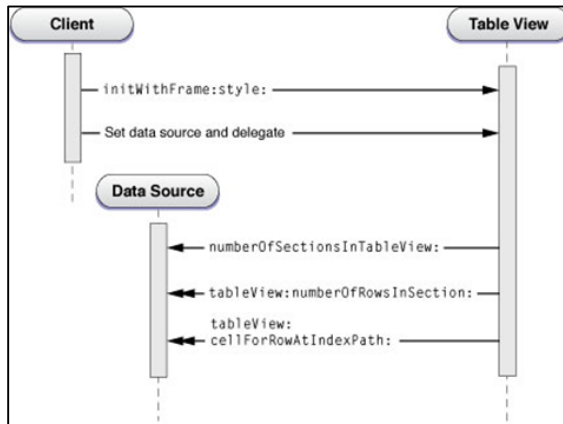 Client
Table View
initWithFrame:style:
Set data source and delegate
Data Source
numberOfSectionsInTableView:
tableView:numberOfRowsInSection:
tableView:
cellForRowAtIndexPath: